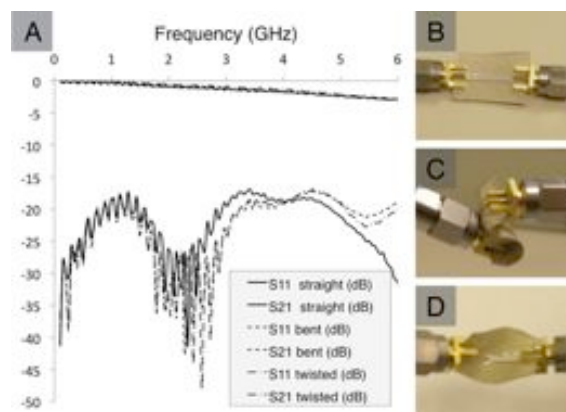 A
Frequency (GHz)
0 1 2 3 4 5 6
0
-5
-10
-15
-20
-25
-30
-35
-40
-45
-50
S11 straight (dB)
S21 straight (dB)
S11 bent (dB)
S21 bent (dB)
S11 twisted (dB)
S21 twisted (dB)
B
C
D